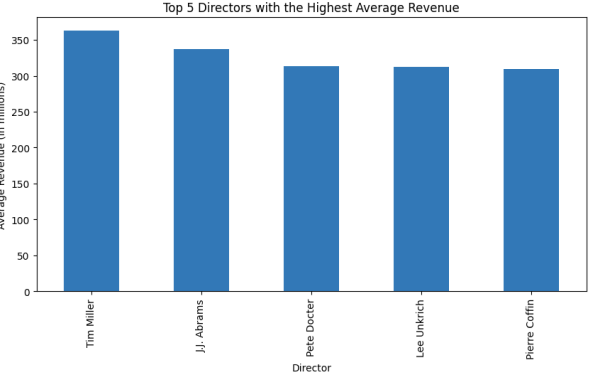 Top 5 Directors with the Highest Average Revenue
Average Revenue (in millions)
350
300
250
200
150
100
50
0
Tim Miller
J.J. Abrams
Pete Docter
Lee Unkrich
Pierre Coffin
Director